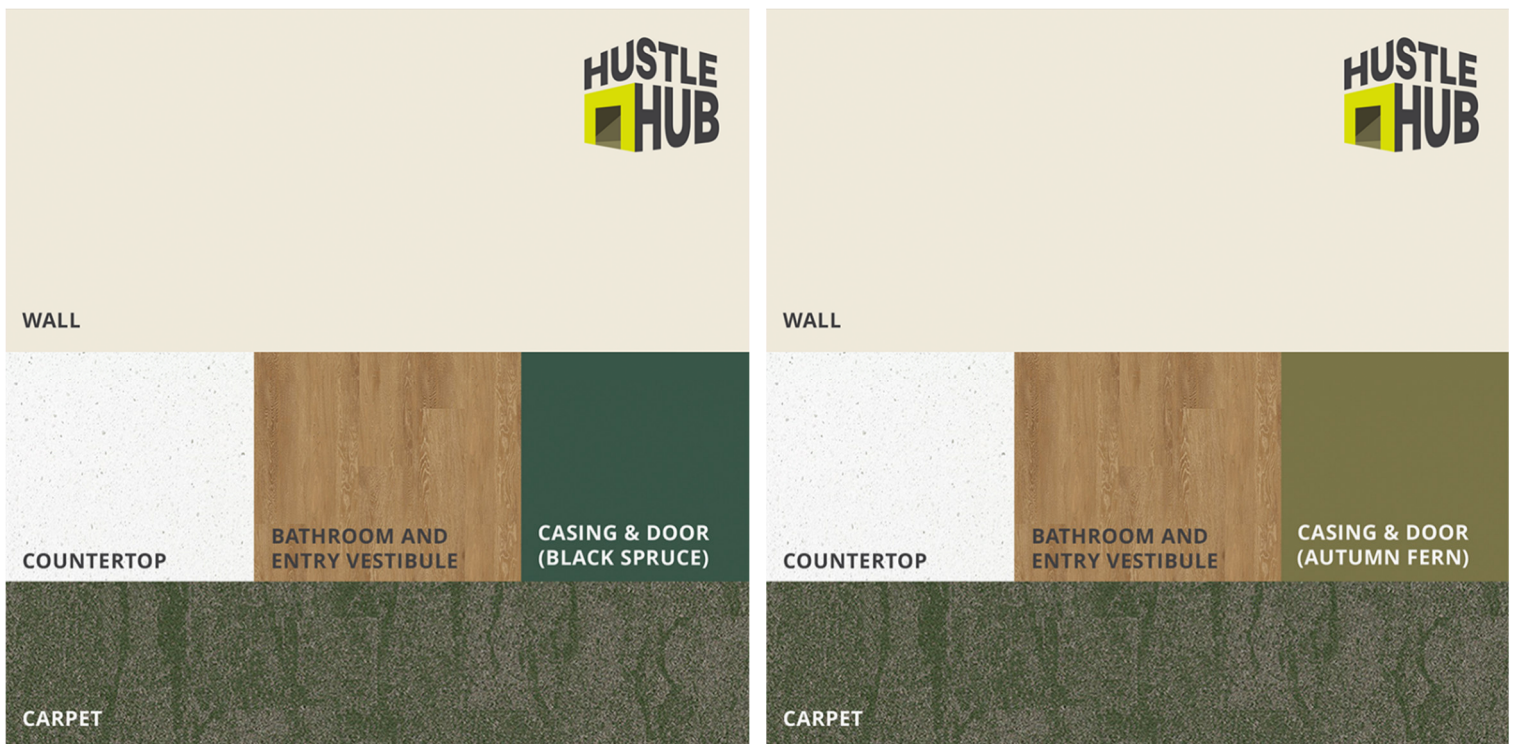 HUSTLE
HUB
WALL
COUNTERTOP
BATHROOM AND
ENTRY VESTIBULE
CASING & DOOR
(BLACK SPRUCE)
CARPET
HUSTLE
HUB
WALL
COUNTERTOP
BATHROOM AND
ENTRY VESTIBULE
CASING & DOOR
(AUTUMN FERN)
CARPET